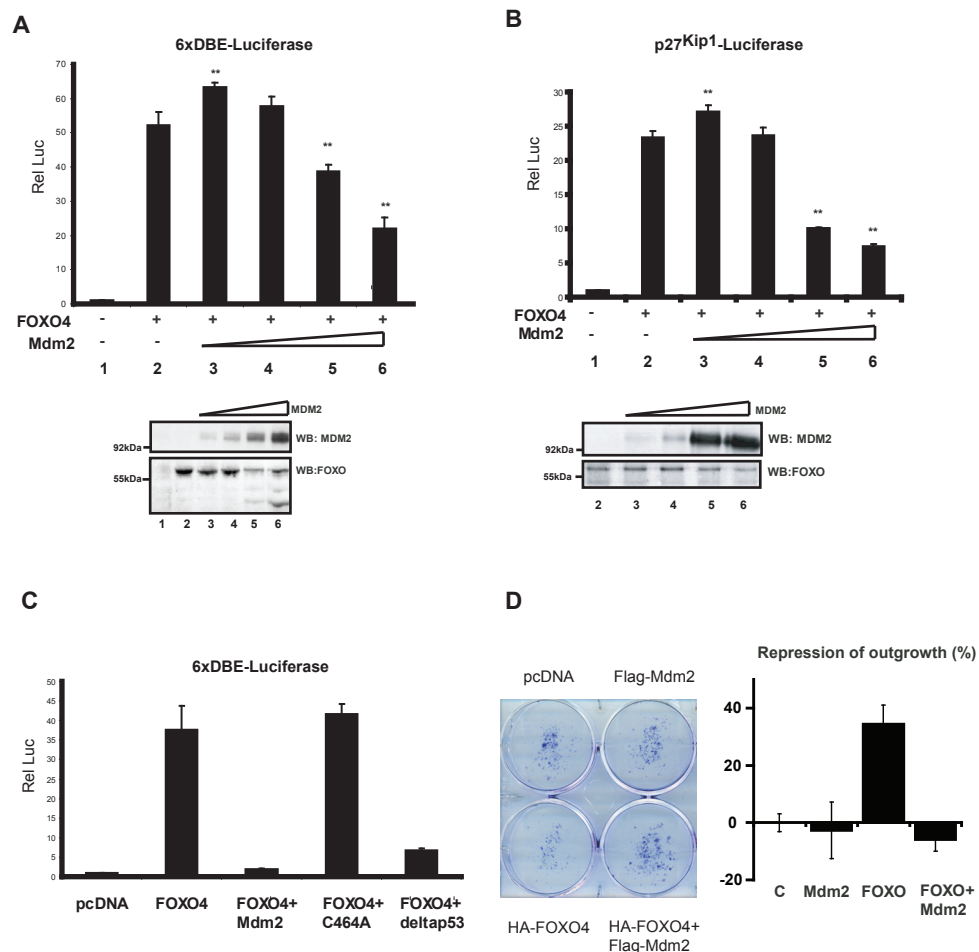 A
6xDBE-Luciferase
Rel Luc
70
60
50
40
30
20
10
0
**
**
**
FOXO4 - + + + + +
Mdm2 - -
1 2 3 4 5 6
MDM2
92kDa
WB: MDM2
55kDa
WB:FOXO
1 2 3 4 5 6
B
p27Kip1-Luciferase
Rel Luc
30
25
20
15
10
5
0
**
**
**
FOXO4 - + + + + +
Mdm2 - -
1 2 3 4 5 6
MDM2
92kDa
WB: MDM2
55kDa
WB:FOXO
2 3 4 5 6
C
6xDBE-Luciferase
Rel Luc
50
45
40
35
30
25
20
15
10
5
0
pcDNA FOXO4 FOXO4+ FOXO4+ FOXO4+
Mdm2 C464A deltap53
D
pcDNA Flag-Mdm2
HA-FOXO4 HA-FOXO4+
Flag-Mdm2
Repression of outgrowth (%)
40
20
0
-20
C Mdm2 FOXO FOXO+
Mdm2